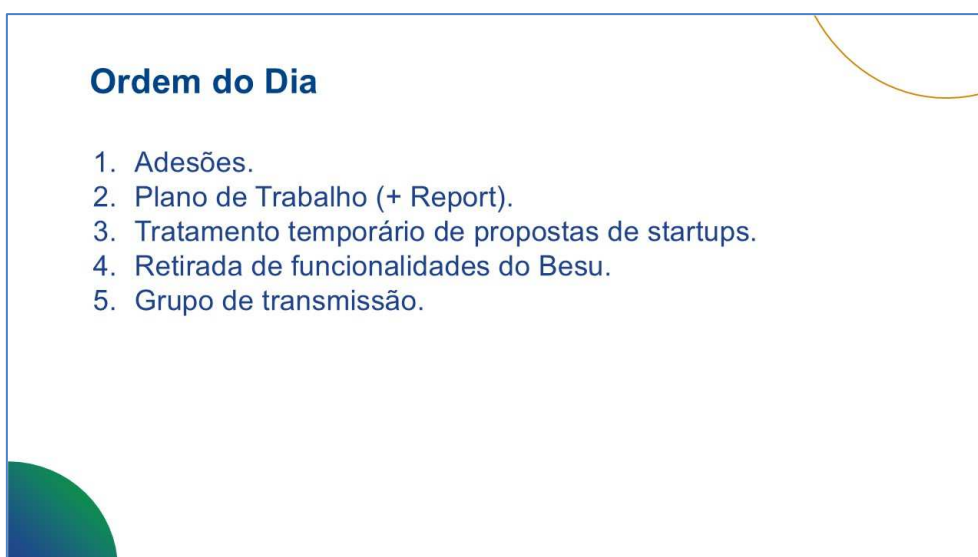 Ordem do Dia
1. Adesões.
2. Plano de Trabalho (+ Report).
3. Tratamento temporário de propostas de startups.
4. Retirada de funcionalidades do Besu.
5. Grupo de transmissão.